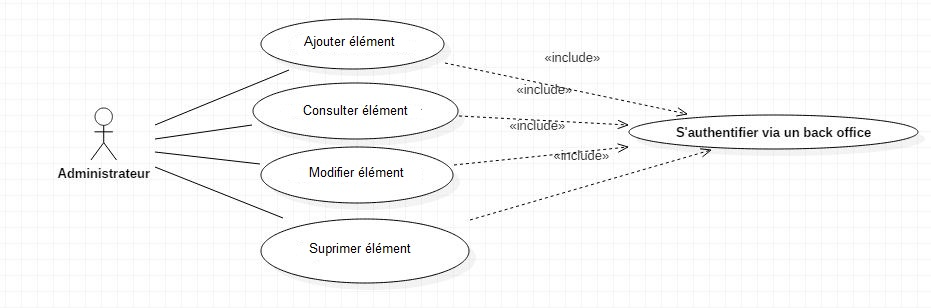 Ajouter élément
«include»
«include»
Consulter élément
«include»
S'authentifier via un back office
«include»
Modifier élément
Administrateur
Suprimer élément